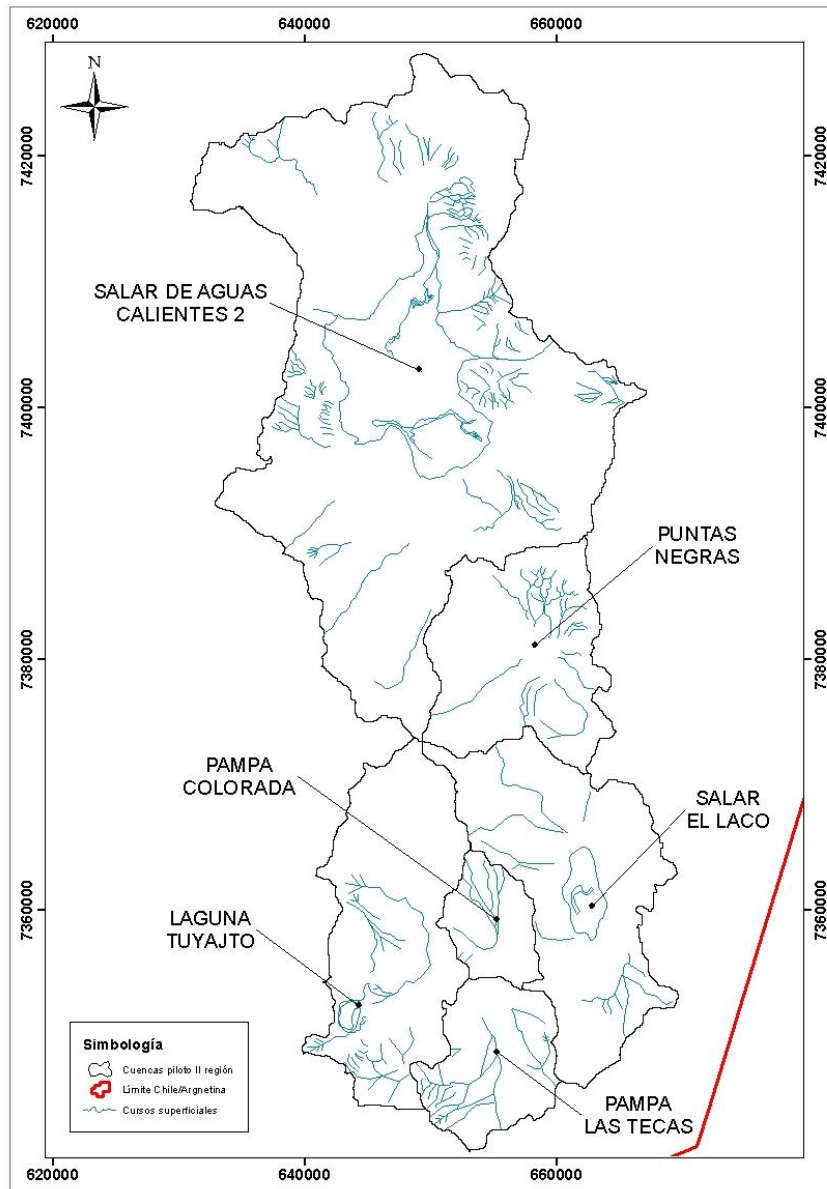 620000 640000 660000
N
7420000 7420000
SALAR DE AGUAS
CALIENTES 2
7400000 7400000
PUNTAS
NEGRAS
7380000 7380000
PAMPA
COLORADA
SALAR
EL LACO
7360000 7360000
LAGUNA
TUYAJTO
Simbología
Cuencas piloto II región
Límite Chile/Argnetina
Cursos superficiales
PAMPA
LAS TECAS
620000 640000 660000